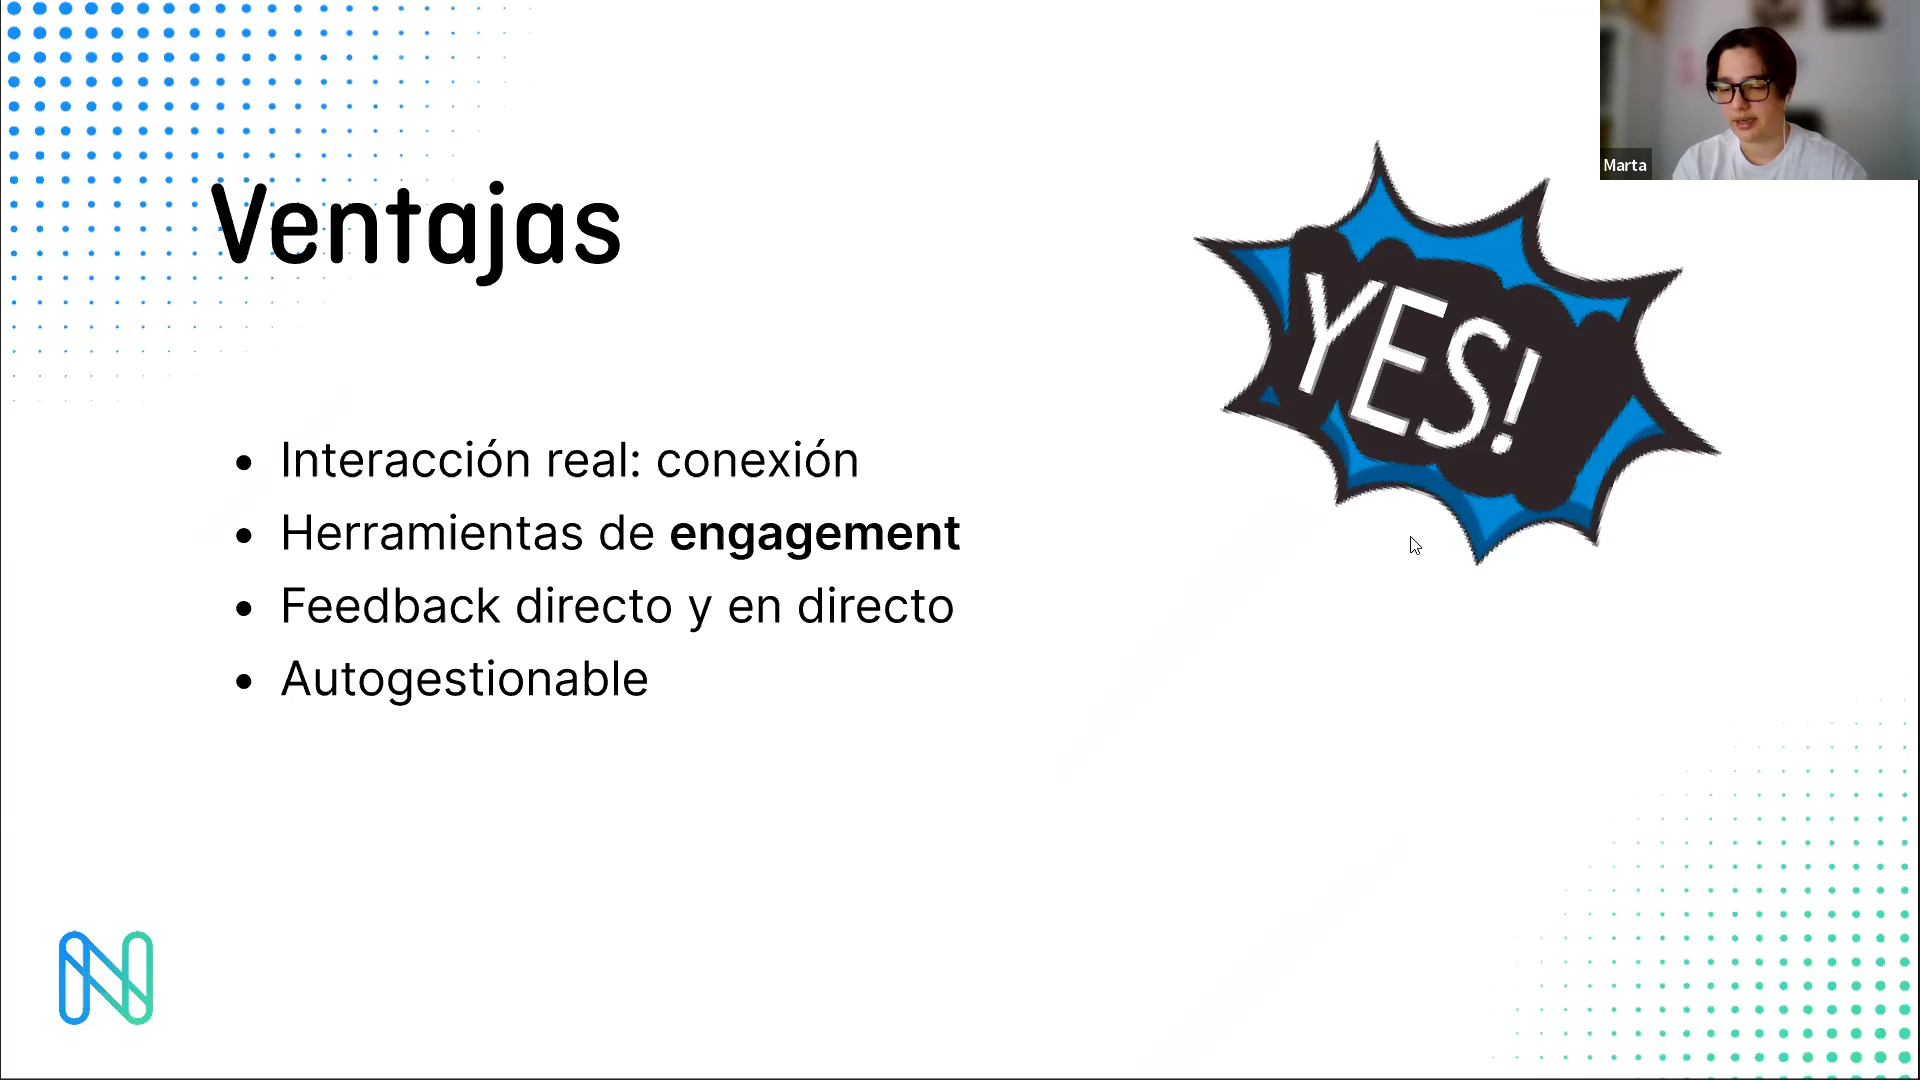 Marta
Ventajas
YES!
Interacción real: conexión
Herramientas de engagement
Feedback directo y en directo
Autogestionable